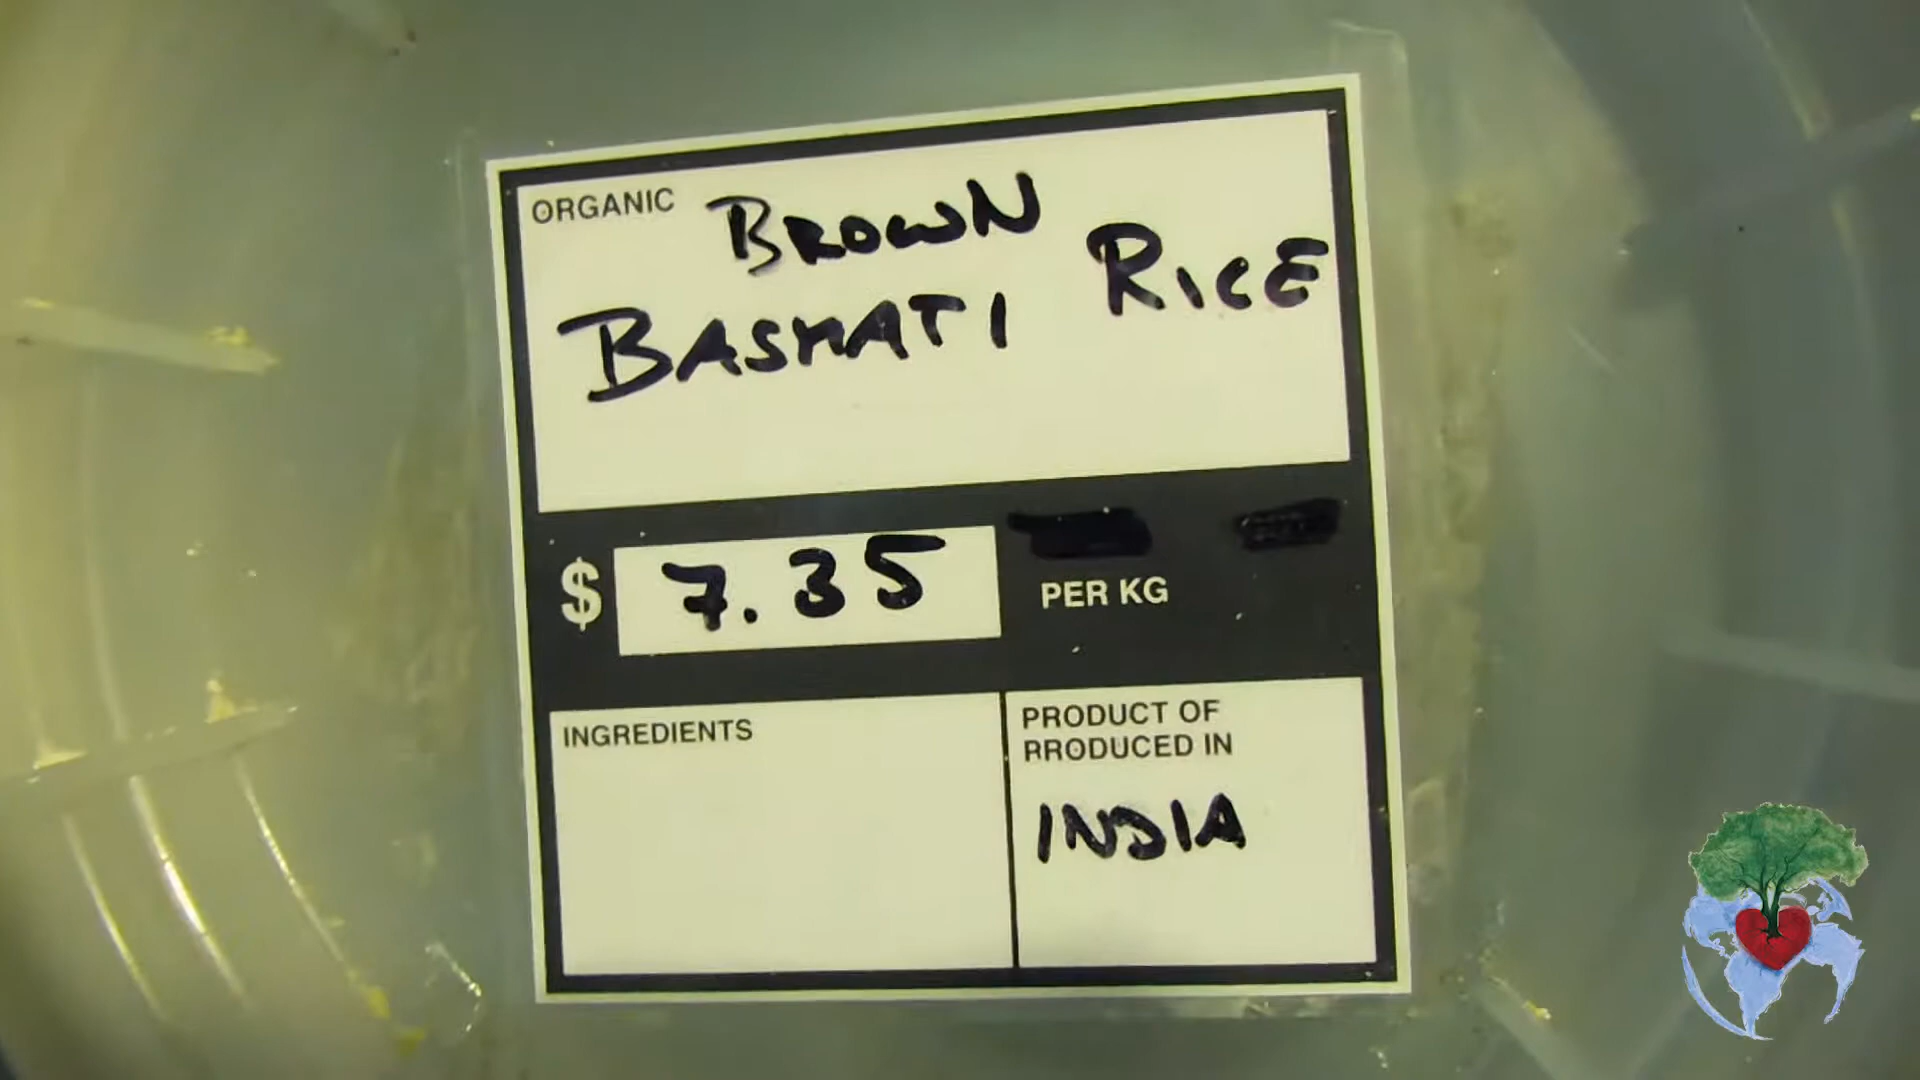 ORGANIC BROWN
BASMATI RICE
$ 7.35 PER KG
INGREDIENTS
PRODUCT OF
RRODUCED IN
INDIA